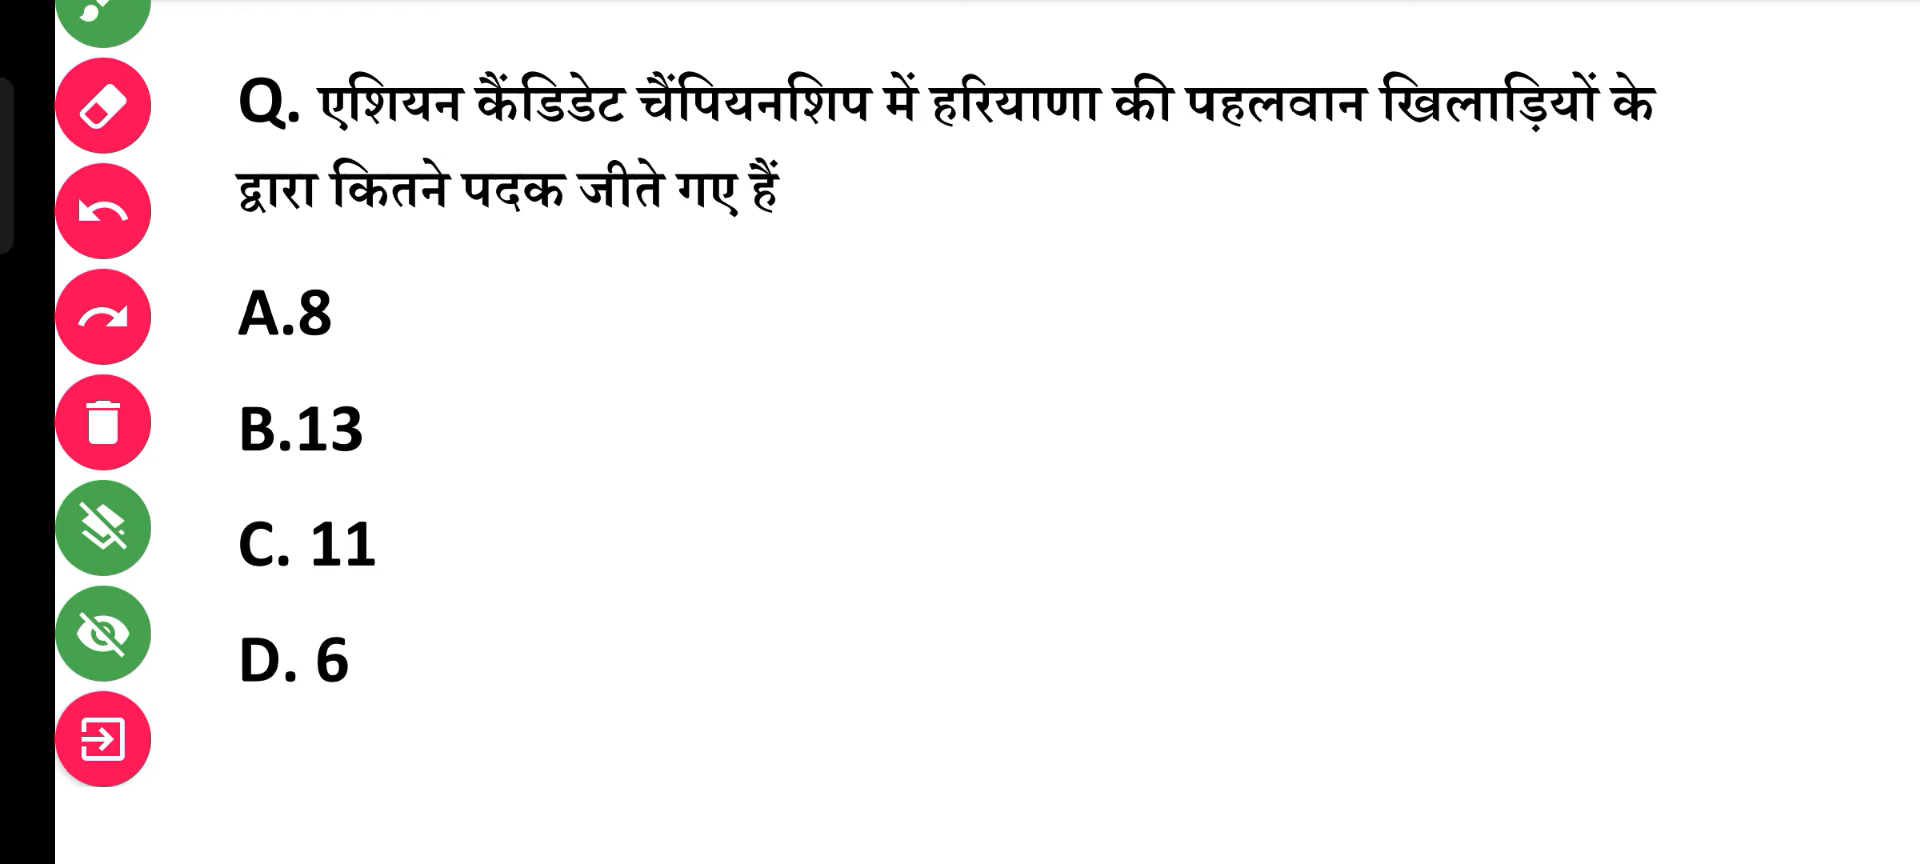 Q. एशियन कैंडिडेट चैंपियनशिप में हरियाणा की पहलवान खिलाड़ियों के
द्वारा कितने पदक जीते गए हैं
A.8
B.13
C. 11
D. 6